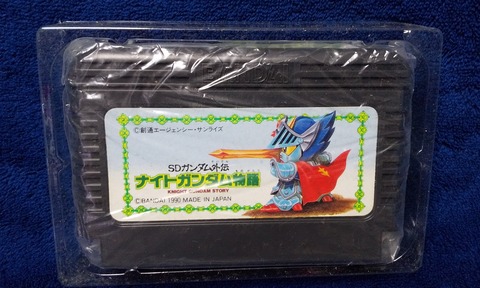 BANDAI
©創通エージェンシー・サンライズ
SDガンダム外伝
ナイトガンダム物語
KNIGHT GUNDAM STORY
©BANDAI 1990 MADE IN JAPAN